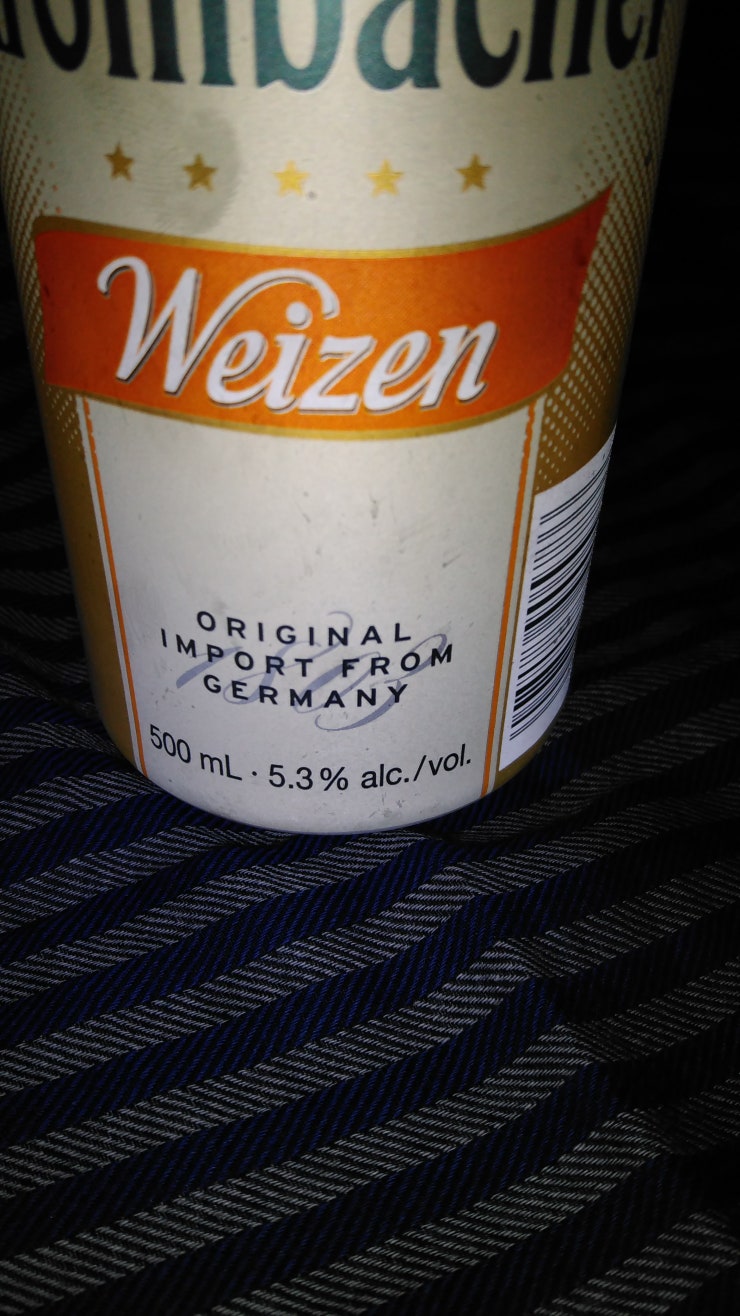 Weizen
ORIGINAL
IMPORT FROM
GERMANY
500 mL · 5.3% alc./vol.